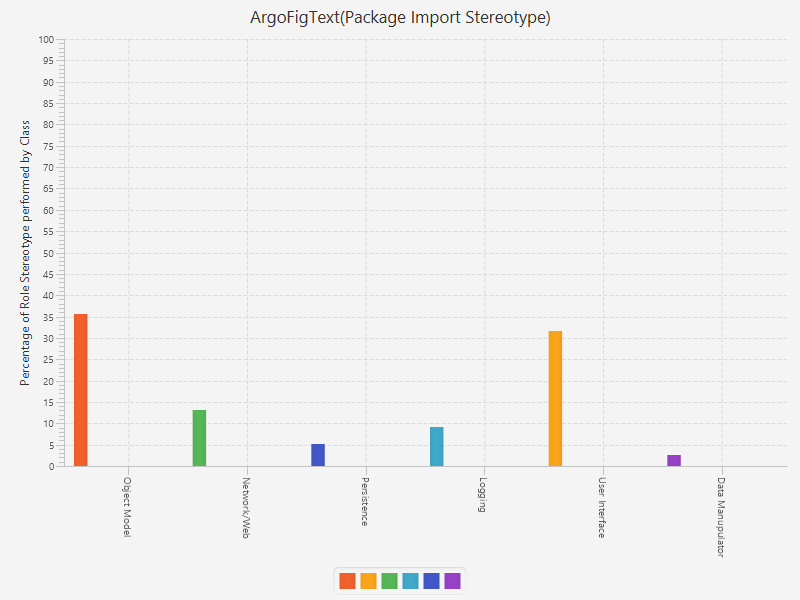 ArgoFigText(Package Import Stereotype)
Percentage of Role Stereotype performed by Class
100
95
90
85
80
75
70
65
60
55
50
45
40
35
30
25
20
15
10
5
0
Object Model
Network/Web
Persistence
Logging
User Interface
Data Manupulator